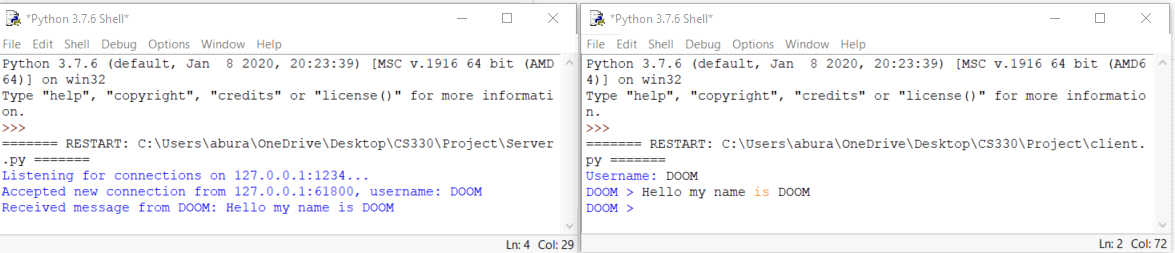 *Python 3.7.6 Shell*
File Edit Shell Debug Options Window Help
Python 3.7.6 (default, Jan  8 2020, 20:23:39) [MSC v.1916 64 bit (AMD
64)] on win32
Type "help", "copyright", "credits" or "license()" for more informati
on.
>>>
======= RESTART: C:\Users\abura\OneDrive\Desktop\CS330\Project\Server
.py =======
Listening for connections on 127.0.0.1:1234...
Accepted new connection from 127.0.0.1:61800, username: DOOM
Received message from DOOM: Hello my name is DOOM
Ln: 4 Col: 29
*Python 3.7.6 Shell*
File Edit Shell Debug Options Window Help
Python 3.7.6 (default, Jan  8 2020, 20:23:39) [MSC v.1916 64 bit (AMD6
4)] on win32
Type "help", "copyright", "credits" or "license()" for more informatio
n.
>>>
======= RESTART: C:\Users\abura\OneDrive\Desktop\CS330\Project\client.
py =======
Username: DOOM
DOOM > Hello my name is DOOM
DOOM >
Ln: 2 Col: 72